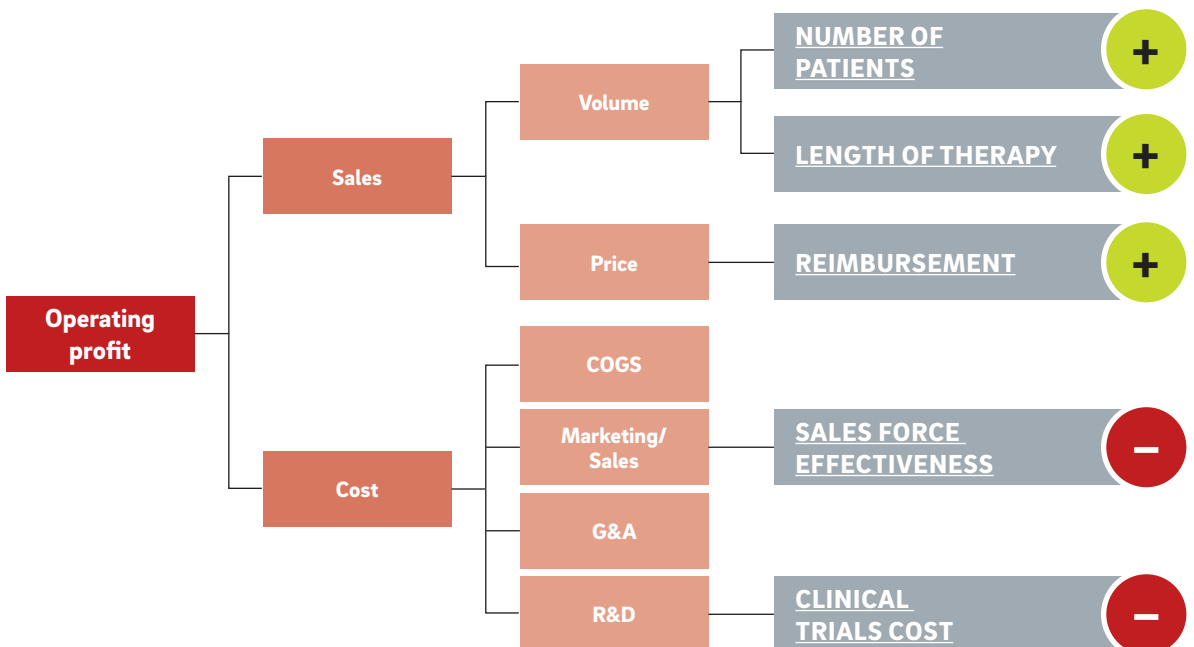 NUMBER OF
PATIENTS
+
Volume
LENGTH OF THERAPY
+
Sales
Price
REIMBURSEMENT
+
Operating
profit
COGS
Marketing/
Sales
SALES FORCE
EFFECTIVENESS
–
Cost
G&A
R&D
CLINICAL
TRIALS COST
–